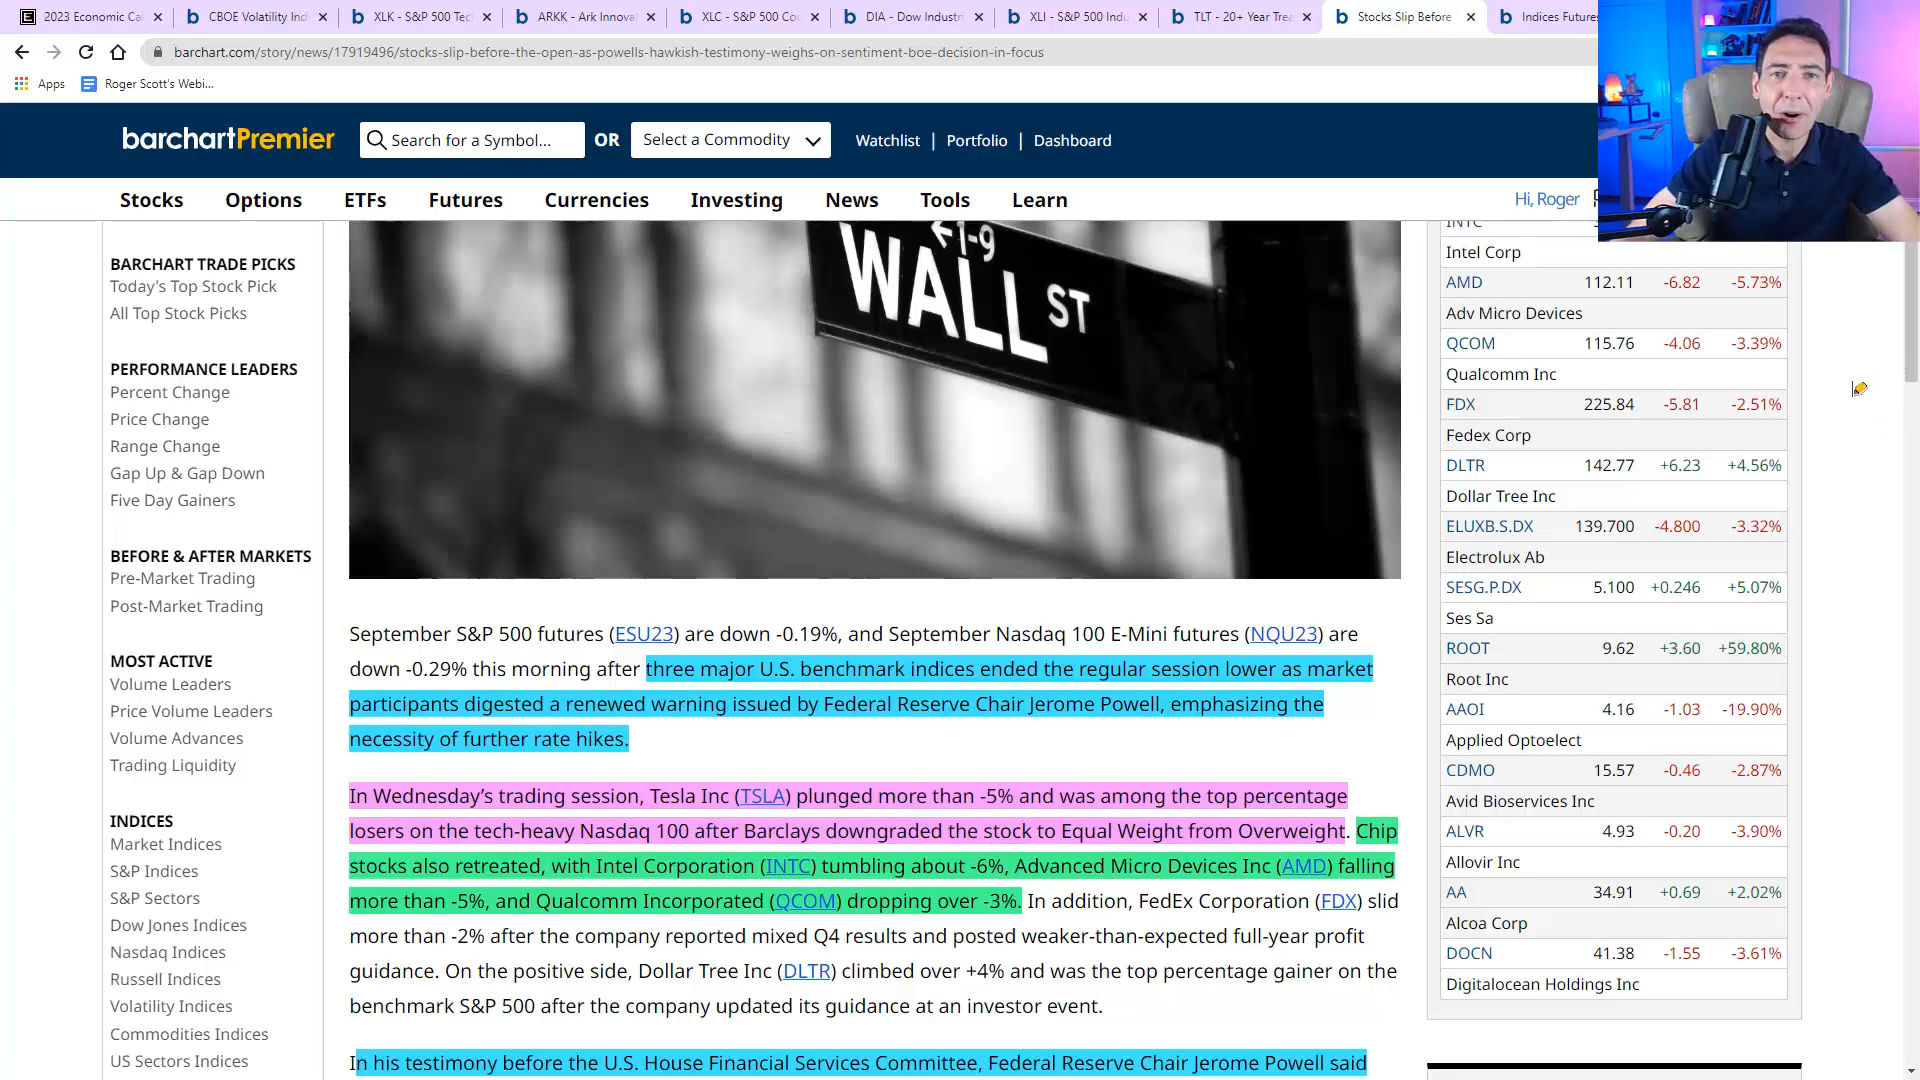 2023 Economic Cal
CBOE Volatility Ind
XLK - S&P 500 Tec
ARKK - Ark Innova
XLC - S&P 500 Co
DIA - Dow Industri
XLI - S&P 500 Indu
TLT - 20+ Year Trea
Stocks Slip Before
Indices Futures
barchart.com/story/news/17919496/stocks-slip-before-the-open-as-powells-hawkish-testimony-weighs-on-sentiment-boe-decision-in-focus
Apps
Roger Scott's Webi...
barchartPremier
Search for a Symbol...
OR
Select a Commodity
Watchlist | Portfolio | Dashboard
Stocks
Options
ETFs
Futures
Currencies
Investing
News
Tools
Learn
Hi, Roger
BARCHART TRADE PICKS
Today's Top Stock Pick
All Top Stock Picks
PERFORMANCE LEADERS
Percent Change
Price Change
Range Change
Gap Up & Gap Down
Five Day Gainers
BEFORE & AFTER MARKETS
Pre-Market Trading
Post-Market Trading
MOST ACTIVE
Volume Leaders
Price Volume Leaders
Volume Advances
Trading Liquidity
INDICES
Market Indices
S&P Indices
S&P Sectors
Dow Jones Indices
Nasdaq Indices
Russell Indices
Volatility Indices
Commodities Indices
US Sectors Indices
←1-9
WALL ST
September S&P 500 futures (ESU23) are down -0.19%, and September Nasdaq 100 E-Mini futures (NQU23) are
down -0.29% this morning after three major U.S. benchmark indices ended the regular session lower as market
participants digested a renewed warning issued by Federal Reserve Chair Jerome Powell, emphasizing the
necessity of further rate hikes.
In Wednesday's trading session, Tesla Inc (TSLA) plunged more than -5% and was among the top percentage
losers on the tech-heavy Nasdaq 100 after Barclays downgraded the stock to Equal Weight from Overweight. Chip
stocks also retreated, with Intel Corporation (INTC) tumbling about -6%, Advanced Micro Devices Inc (AMD) falling
more than -5%, and Qualcomm Incorporated (QCOM) dropping over -3%. In addition, FedEx Corporation (FDX) slid
more than -2% after the company reported mixed Q4 results and posted weaker-than-expected full-year profit
guidance. On the positive side, Dollar Tree Inc (DLTR) climbed over +4% and was the top percentage gainer on the
benchmark S&P 500 after the company updated its guidance at an investor event.
In his testimony before the U.S. House Financial Services Committee, Federal Reserve Chair Jerome Powell said
INTC
Intel Corp
AMD 112.11 -6.82 -5.73%
Adv Micro Devices
QCOM 115.76 -4.06 -3.39%
Qualcomm Inc
FDX 225.84 -5.81 -2.51%
Fedex Corp
DLTR 142.77 +6.23 +4.56%
Dollar Tree Inc
ELUXB.S.DX 139.700 -4.800 -3.32%
Electrolux Ab
SESG.P.DX 5.100 +0.246 +5.07%
Ses Sa
ROOT 9.62 +3.60 +59.80%
Root Inc
AAOI 4.16 -1.03 -19.90%
Applied Optoelect
CDMO 15.57 -0.46 -2.87%
Avid Bioservices Inc
ALVR 4.93 -0.20 -3.90%
Allovir Inc
AA 34.91 +0.69 +2.02%
Alcoa Corp
DOCN 41.38 -1.55 -3.61%
Digitalocean Holdings Inc